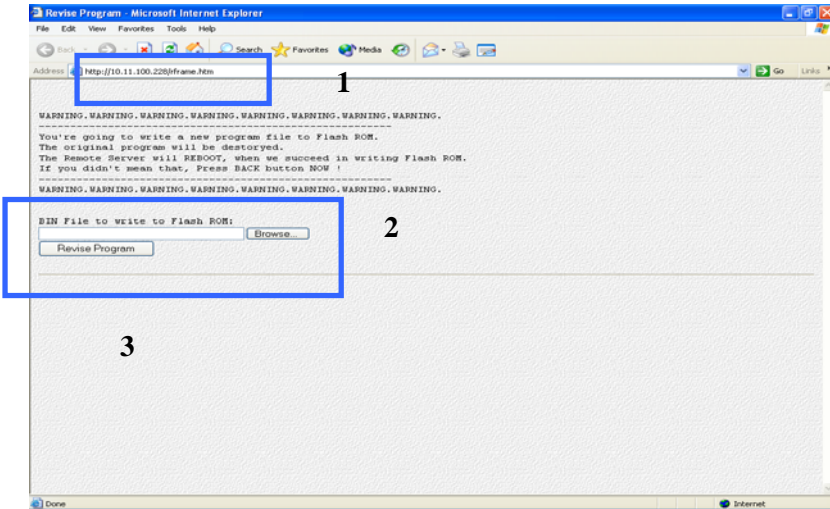 Revise Program - Microsoft Internet Explorer
File Edit View Favorites Tools Help
Back Search Favorites Media
Address http://10.11.100.228/rframe.htm Go Links
1
WARNING.WARNING.WARNING.WARNING.WARNING.WARNING.WARNING.WARNING.
----------------------------------------------------
You're going to write a new program file to Flash ROM.
The original program will be destoryed.
The Remote Server will REBOOT, when we succeed in writing Flash ROM.
If you didn't mean that, Press BACK button NOW !
----------------------------------------------------
WARNING.WARNING.WARNING.WARNING.WARNING.WARNING.WARNING.WARNING.
BIN File to write to Flash ROM:
2
Browse...
Revise Program
3
Done Internet